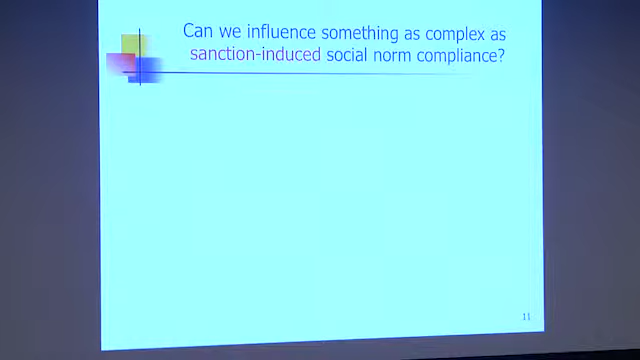 Can we influence something as complex as
sanction-induced social norm compliance?
11